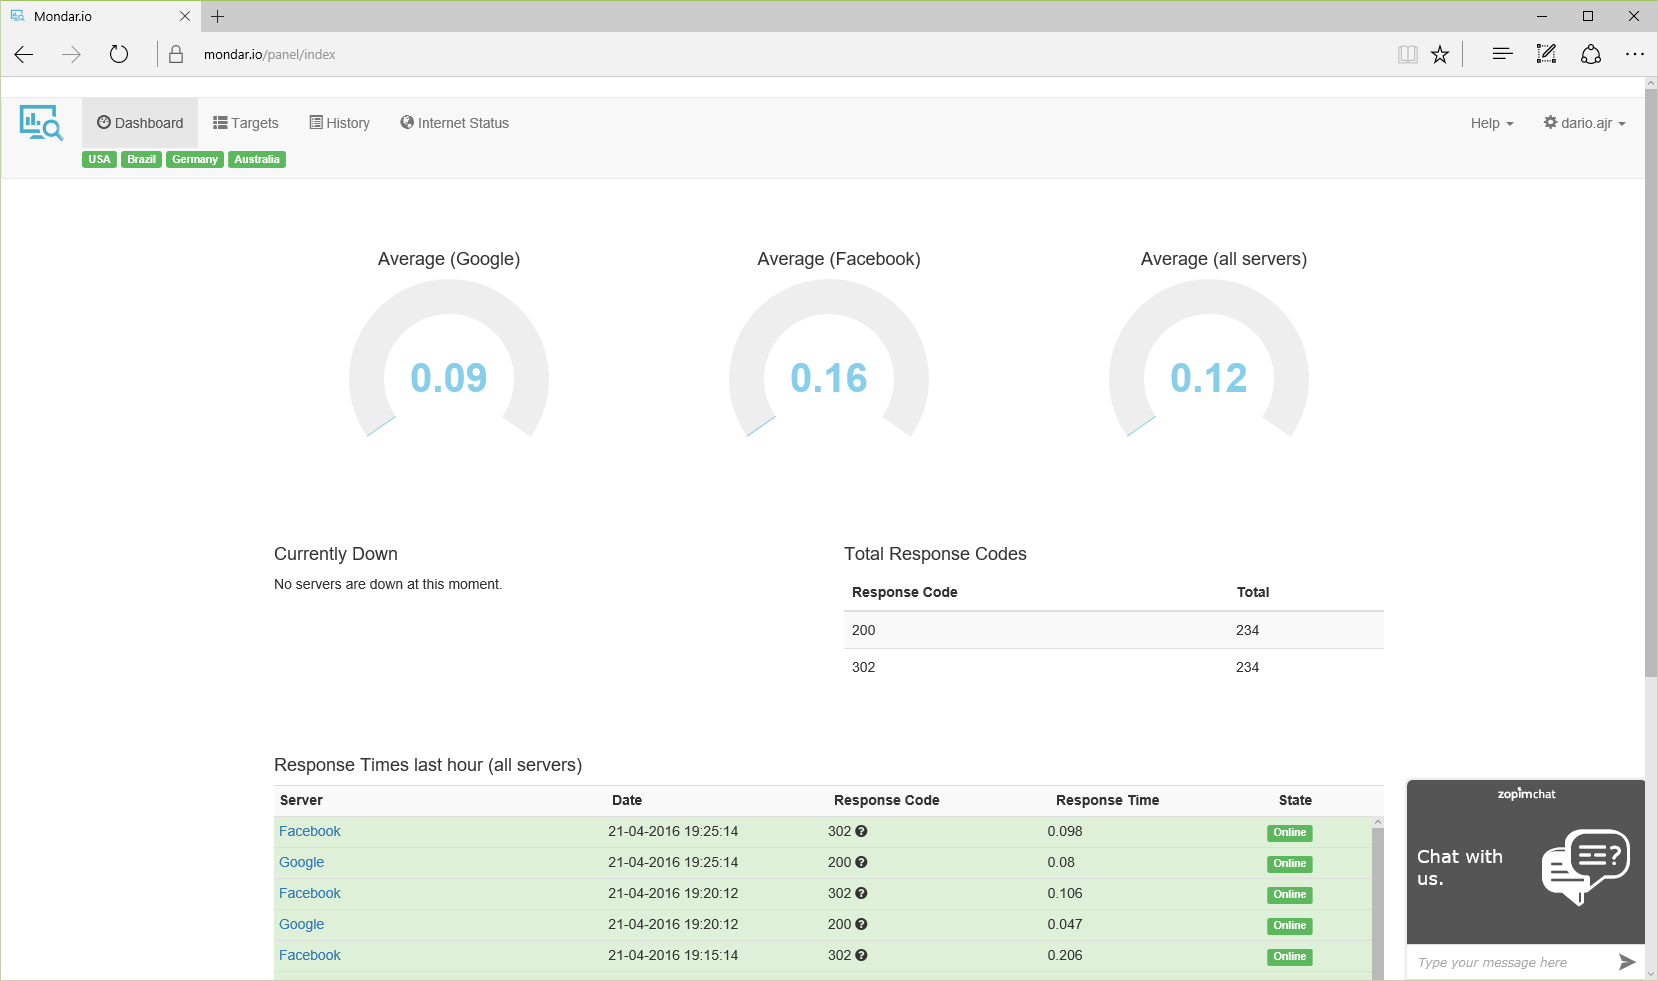 Mondar.io
mondar.io/panel/index
Dashboard Targets History Internet Status Help dario.ajr
USA Brazil Germany Australia
Average (Google) Average (Facebook) Average (all servers)
0.09 0.16 0.12
Currently Down
No servers are down at this moment.
Total Response Codes
Response Code Total
200 234
302 234
Response Times last hour (all servers)
Server Date Response Code Response Time State
Facebook 21-04-2016 19:25:14 302 0.098 Online
Google 21-04-2016 19:25:14 200 0.08 Online
Facebook 21-04-2016 19:20:12 302 0.106 Online
Google 21-04-2016 19:20:12 200 0.047 Online
Facebook 21-04-2016 19:15:14 302 0.206 Online
zopim chat
Chat with
us.
Type your message here